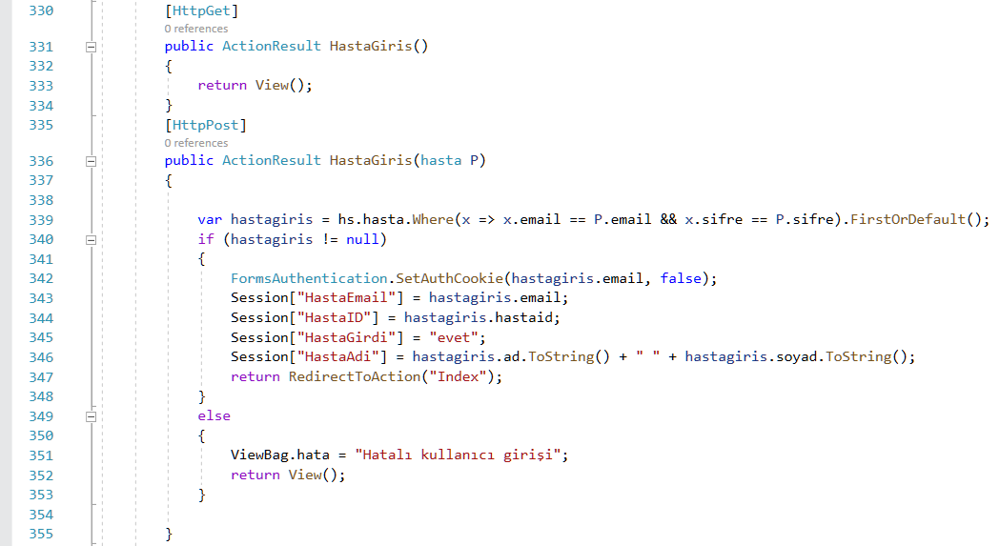 330 [HttpGet]
0 references
331 public ActionResult HastaGiris()
332 {
333 return View();
334 }
335 [HttpPost]
0 references
336 public ActionResult HastaGiris(hasta P)
337 {
338
339 var hastagiris = hs.hasta.Where(x => x.email == P.email && x.sifre == P.sifre).FirstOrDefault();
340 if (hastagiris != null)
341 {
342 FormsAuthentication.SetAuthCookie(hastagiris.email, false);
343 Session["HastaEmail"] = hastagiris.email;
344 Session["HastaID"] = hastagiris.hastaid;
345 Session["HastaGirdi"] = "evet";
346 Session["HastaAdi"] = hastagiris.ad.ToString() + " " + hastagiris.soyad.ToString();
347 return RedirectToAction("Index");
348 }
349 else
350 {
351 ViewBag.hata = "Hatalı kullanıcı girişi";
352 return View();
353 }
354
355 }